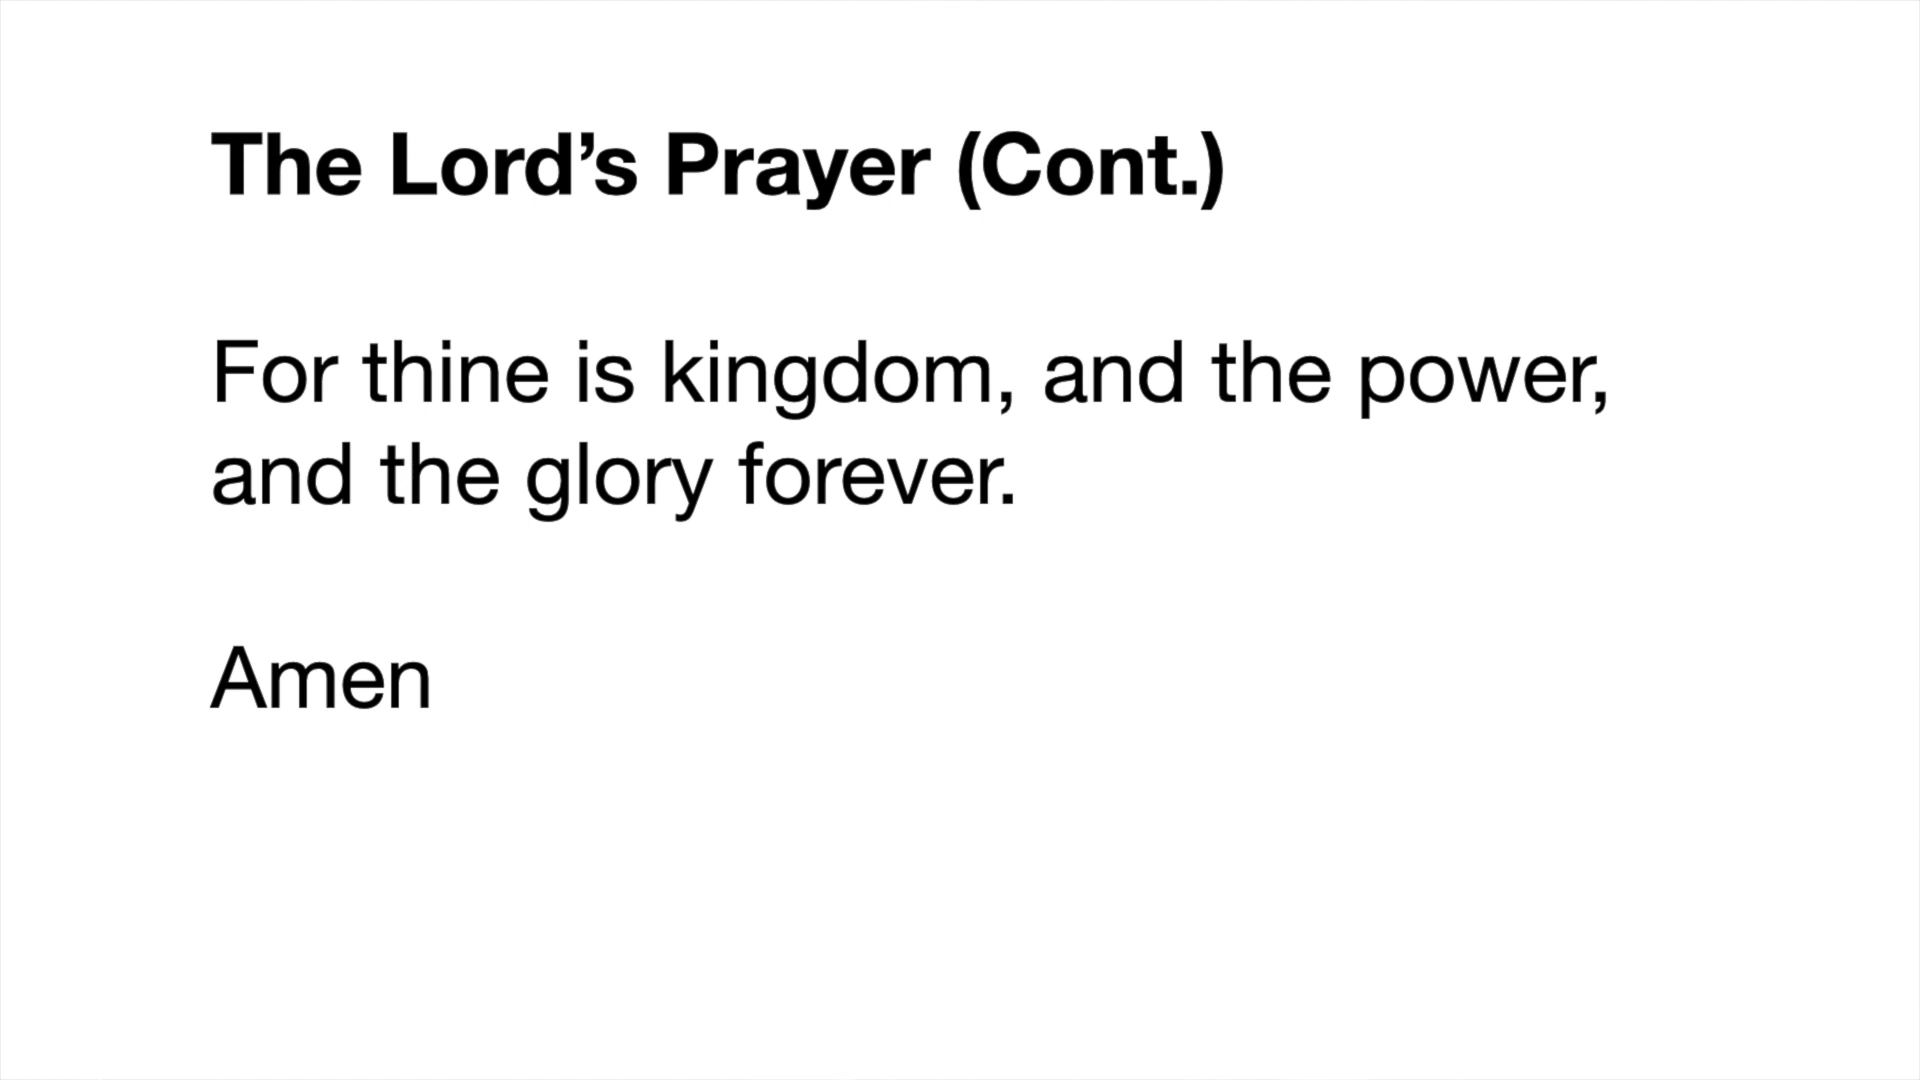 The Lord’s Prayer (Cont.)
For thine is kingdom, and the power,
and the glory forever.
Amen